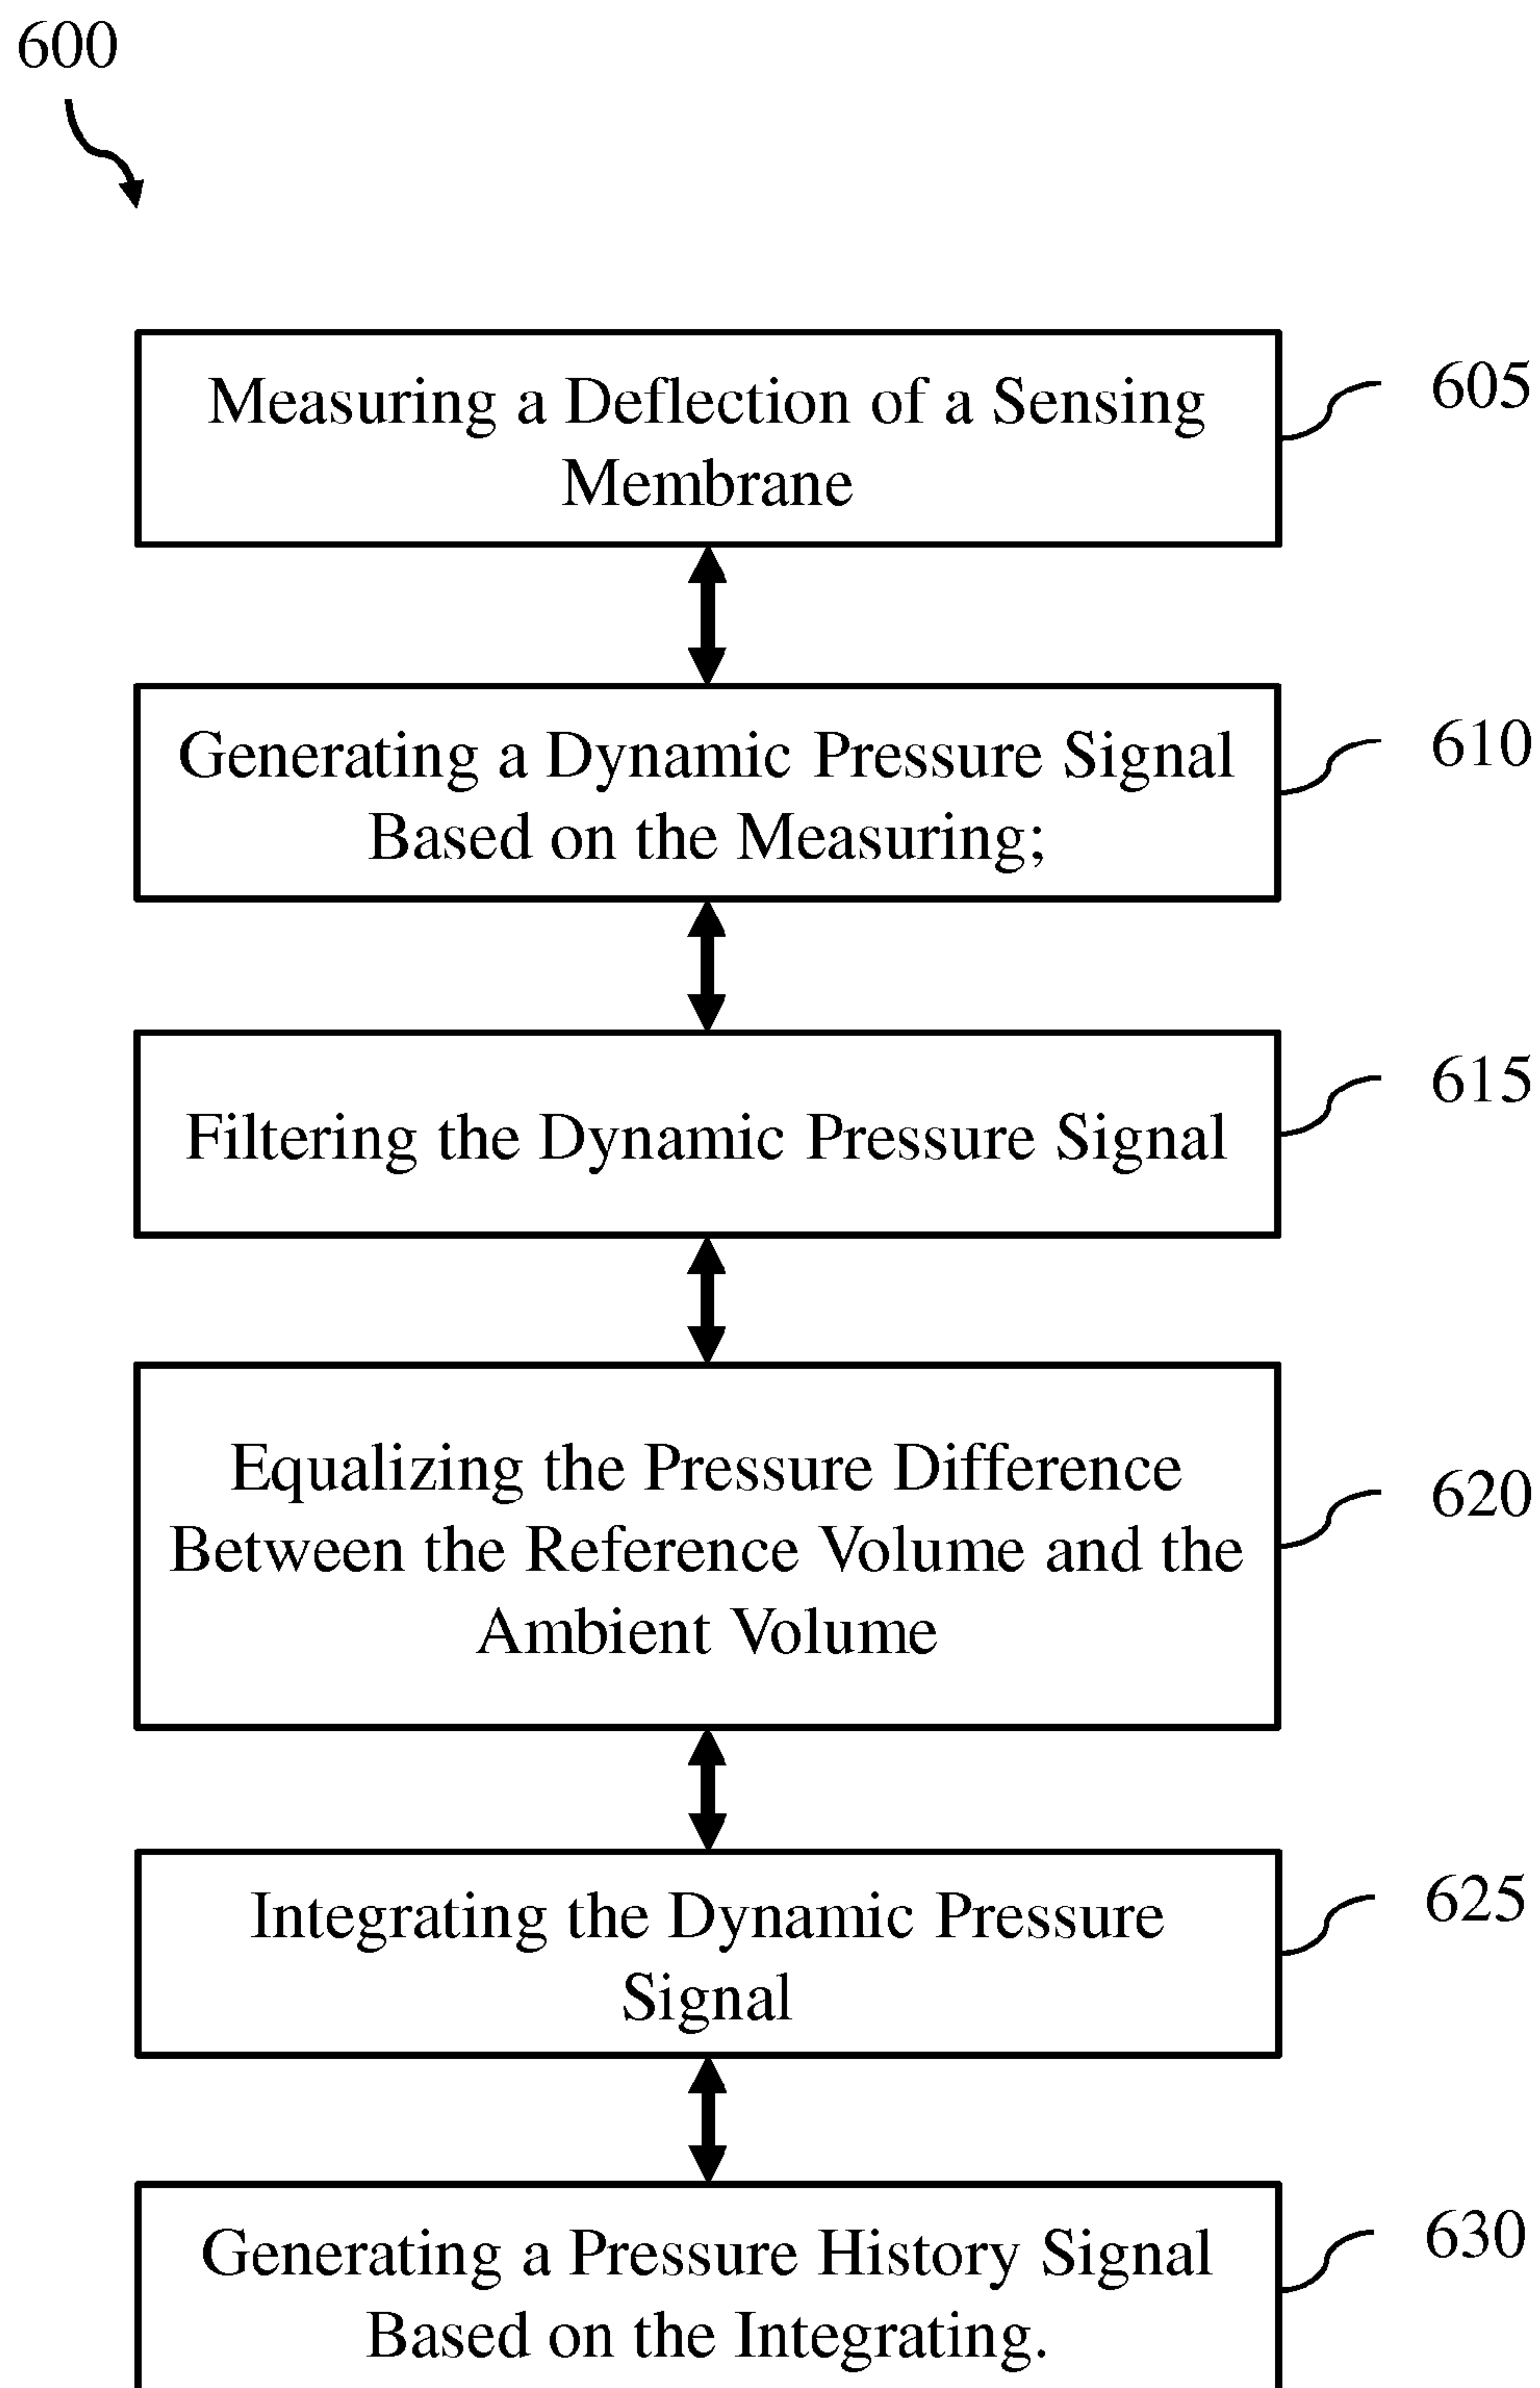 600
Measuring a Deflection of a Sensing
Membrane
605
Generating a Dynamic Pressure Signal
Based on the Measuring;
610
Filtering the Dynamic Pressure Signal
615
Equalizing the Pressure Difference
Between the Reference Volume and the
Ambient Volume
620
Integrating the Dynamic Pressure
Signal
625
Generating a Pressure History Signal
Based on the Integrating.
630